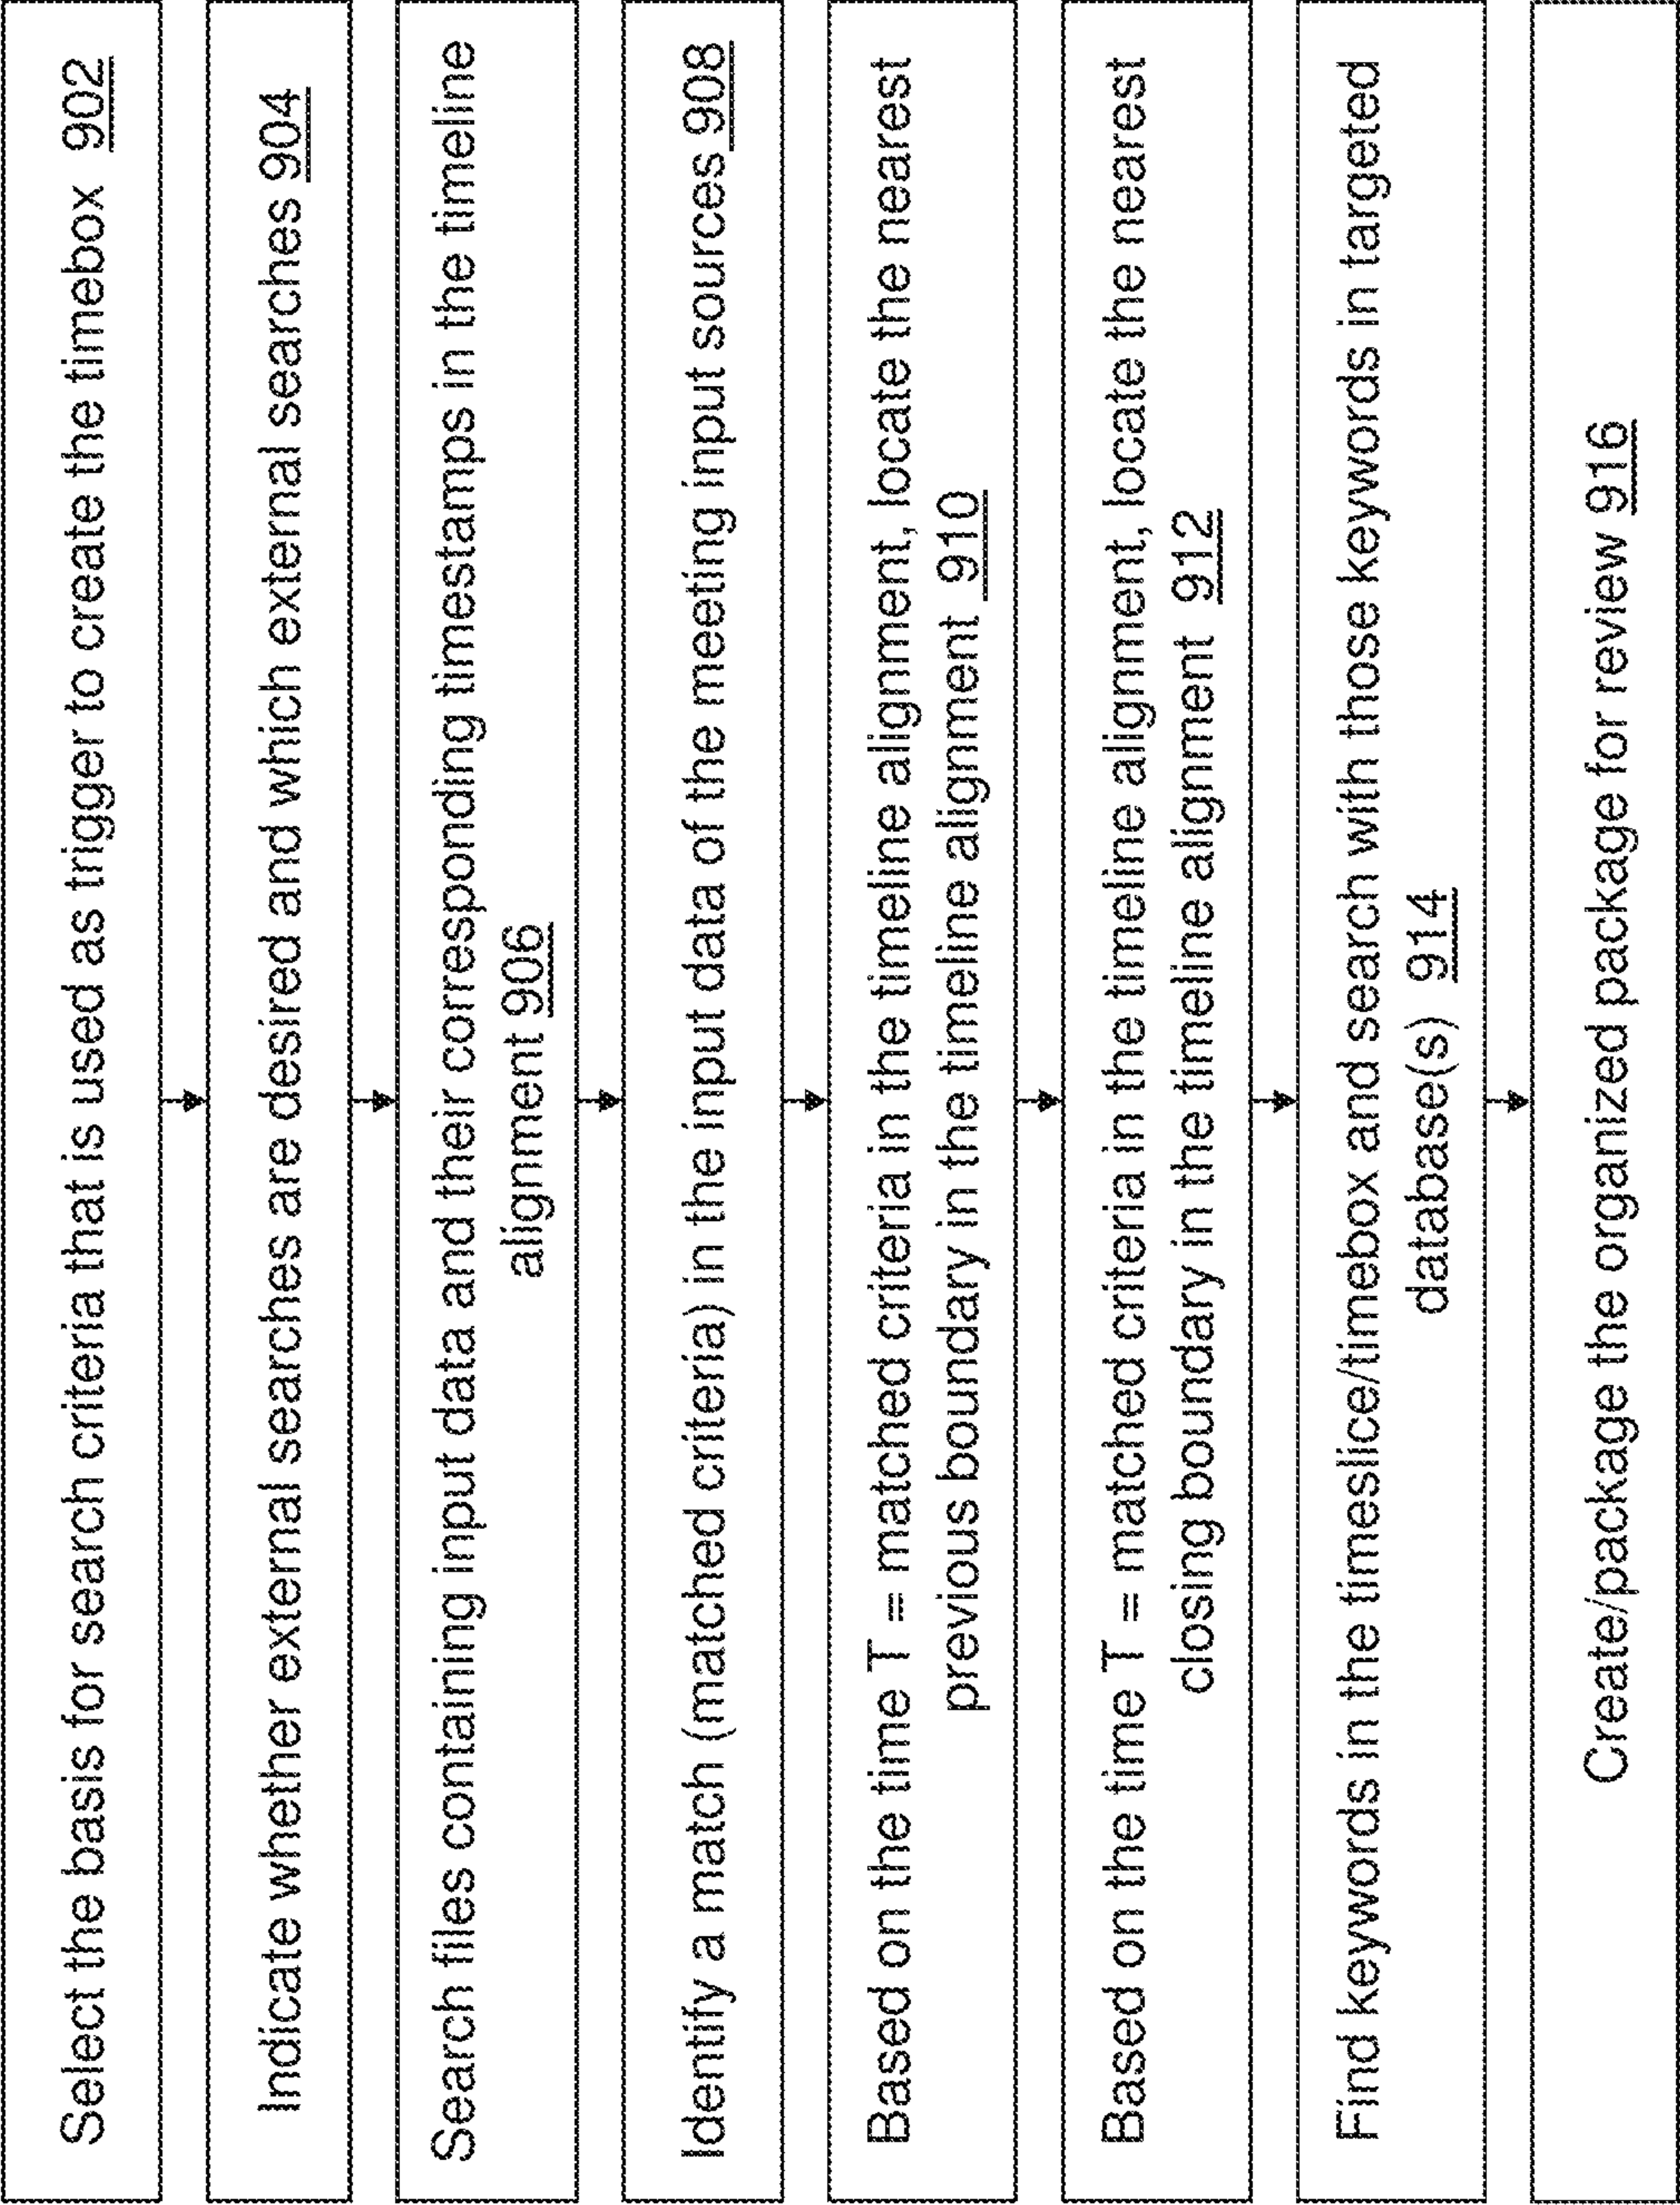 Select the basis for search criteria that is used as trigger to create the timebox 902
Indicate whether external searches are desired and which external searches 904
Search files containing input data and their corresponding timestamps in the timeline
alignment 906
Identify a match (matched criteria) in the input data of the meeting input sources 908
Based on the time T = matched criteria in the timeline alignment, locate the nearest
previous boundary in the timeline alignment 910
Based on the time T = matched criteria in the timeline alignment, locate the nearest
closing boundary in the timeline alignment 912
Find keywords in the timeslice/timebox and search with those keywords in targeted
database(s) 914
Create/package the organized package for review 916